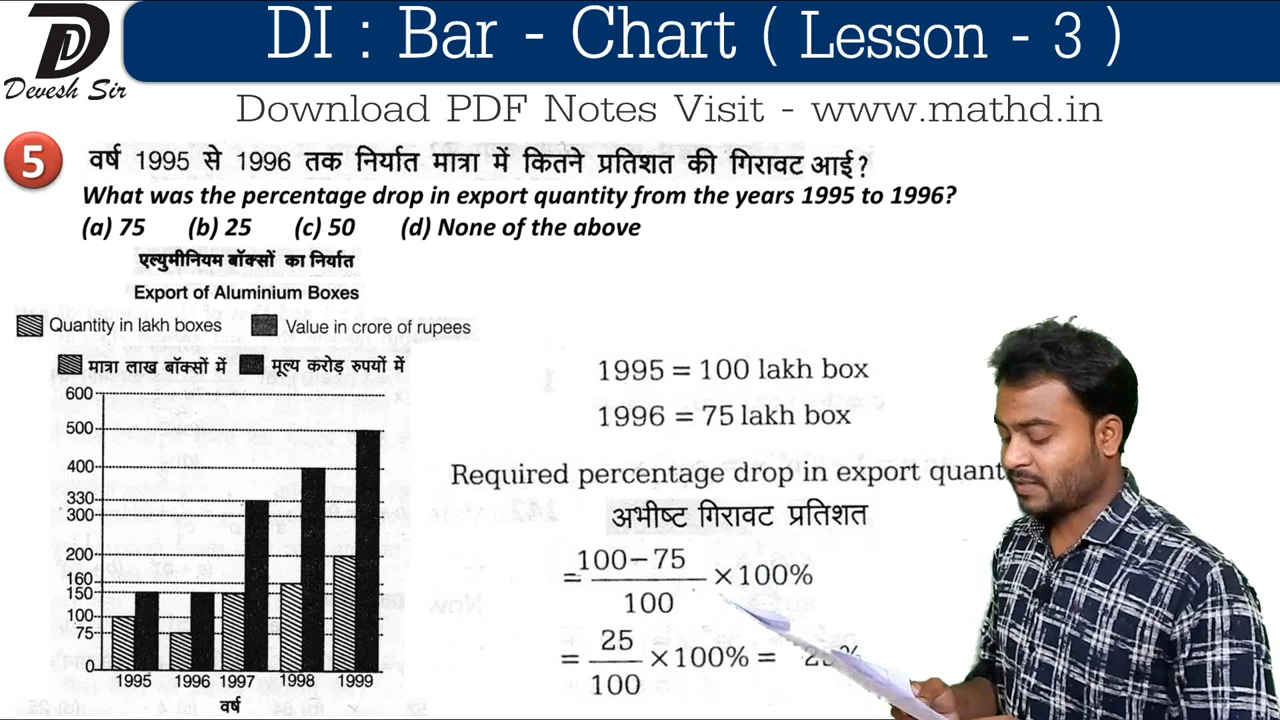 DI : Bar - Chart ( Lesson - 3 )
Devesh Sir
Download PDF Notes Visit - www.mathd.in
5 वर्ष 1995 से 1996 तक निर्यात मात्रा में कितने प्रतिशत की गिरावट आई?
What was the percentage drop in export quantity from the years 1995 to 1996?
(a) 75 (b) 25 (c) 50 (d) None of the above
एल्युमीनियम बॉक्सों का निर्यात
Export of Aluminium Boxes
Quantity in lakh boxes Value in crore of rupees
मात्रा लाख बॉक्सों में मूल्य करोड़ रुपयों में
600
500
400
330
300
200
160
150
100
75
0
1995 1996 1997 1998 1999
वर्ष
1995 = 100 lakh box
1996 = 75 lakh box
Required percentage drop in export
अभीष्ट गिरावट प्रतिशत
= 100 − 75 / 100 × 100%
= 25 / 100 × 100% =